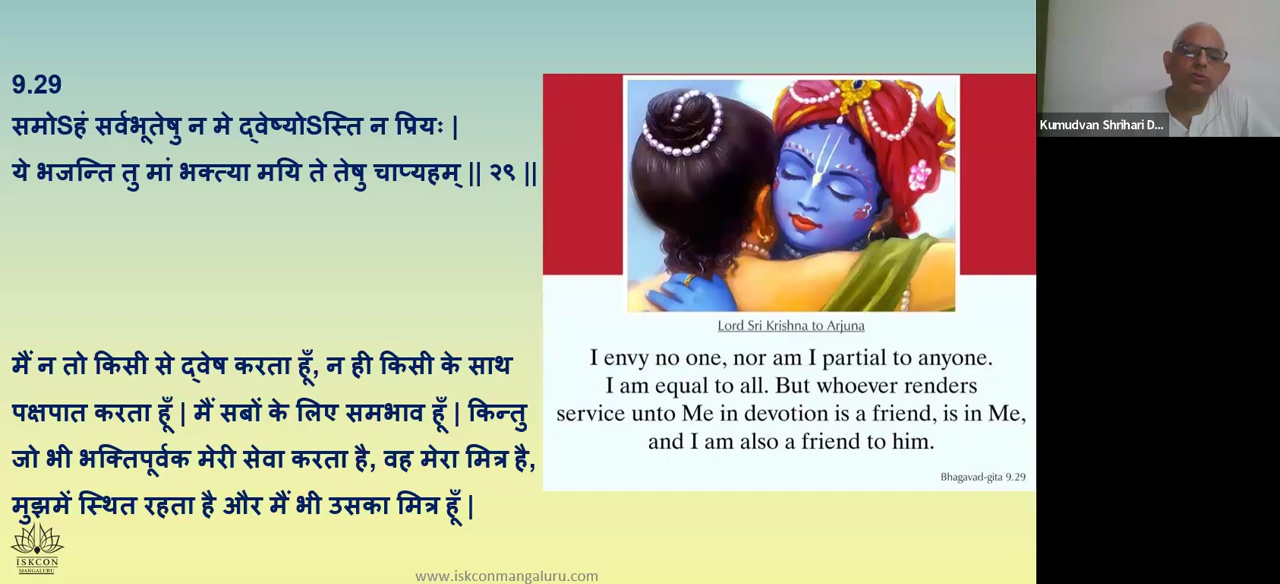 9.29
समोSहं सर्वभूतेषु न मे द्वेष्योSस्ति न प्रियः |
ये भजन्ति तु मां भक्त्या मयि ते तेषु चाप्यहम् || २९ ||
मैं न तो किसी से द्वेष करता हूँ, न ही किसी के साथ
पक्षपात करता हूँ | मैं सबों के लिए समभाव हूँ | किन्तु
जो भी भक्तिपूर्वक मेरी सेवा करता है, वह मेरा मित्र है,
मुझमें स्थित रहता है और मैं भी उसका मित्र हूँ |
Lord Sri Krishna to Arjuna
I envy no one, nor am I partial to anyone.
I am equal to all. But whoever renders
service unto Me in devotion is a friend, is in Me,
and I am also a friend to him.
Bhagavad-gita 9.29
Kumudvan Shrihari D...
ISKCON
MANGALURU
www.iskconmangaluru.com